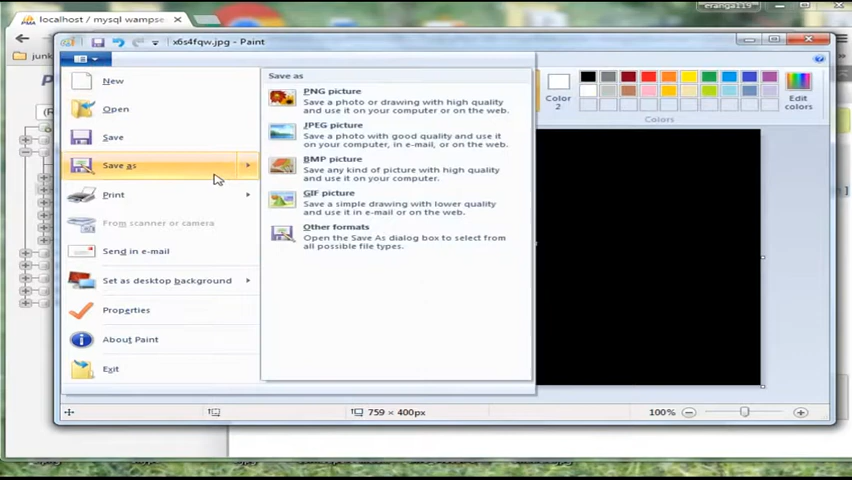 eranga119
localhost / mysql wampse
x6s4fqw.jpg - Paint
junk
New
Open
Save
Save as
Print
From scanner or camera
Send in e-mail
Set as desktop background
Properties
About Paint
Exit
Save as
PNG picture
Save a photo or drawing with high quality
and use it on your computer or on the web.
JPEG picture
Save a photo with good quality and use it
on your computer, in e-mail, or on the web.
BMP picture
Save any kind of picture with high quality
and use it on your computer.
GIF picture
Save a simple drawing with lower quality
and use it in e-mail or on the web.
Other formats
Open the Save As dialog box to select from
all possible file types.
Color
2
Edit
colors
Colors
759 × 400px
100%